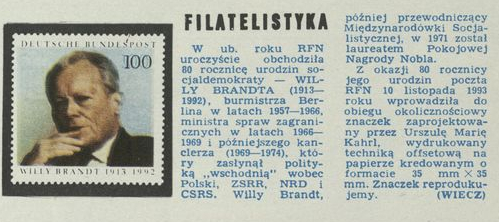 DEUTSCHE BUNDESPOST
100
WILLY BRANDT 1913-1992
FILATELISTYKA
W ub. roku RFN
uroczyście obchodziła
80 rocznicę urodzin so-
cjaldemokraty — WIL-
LY BRANDTA (1913—
1992), burmistrza Ber-
lina w latach 1957—1966,
ministra spraw zagrani-
cznych w latach 1966—
1969 i późniejszego kan-
clerza (1969—1974), któ-
ry zasłynął polity-
ką „wschodnią" wobec
Polski, ZSRR, NRD i
CSRS. Willy Brandt,
później przewodniczący
Międzynarodówki Socja-
listycznej, w 1971 został
laureatem Pokojowej
Nagrody Nobla.
Z okazji 80 rocznicy
jego urodzin poczta
RFN 10 listopada 1993
roku wprowadziła do
obiegu okolicznościowy
znaczek zaprojektowa-
ny przez Urszulę Marię
Kahrl, wydrukowany
techniką offsetową na
papierze kredowanym o
formacie 35 mm × 35
mm. Znaczek reproduku-
jemy. (WIECZ)